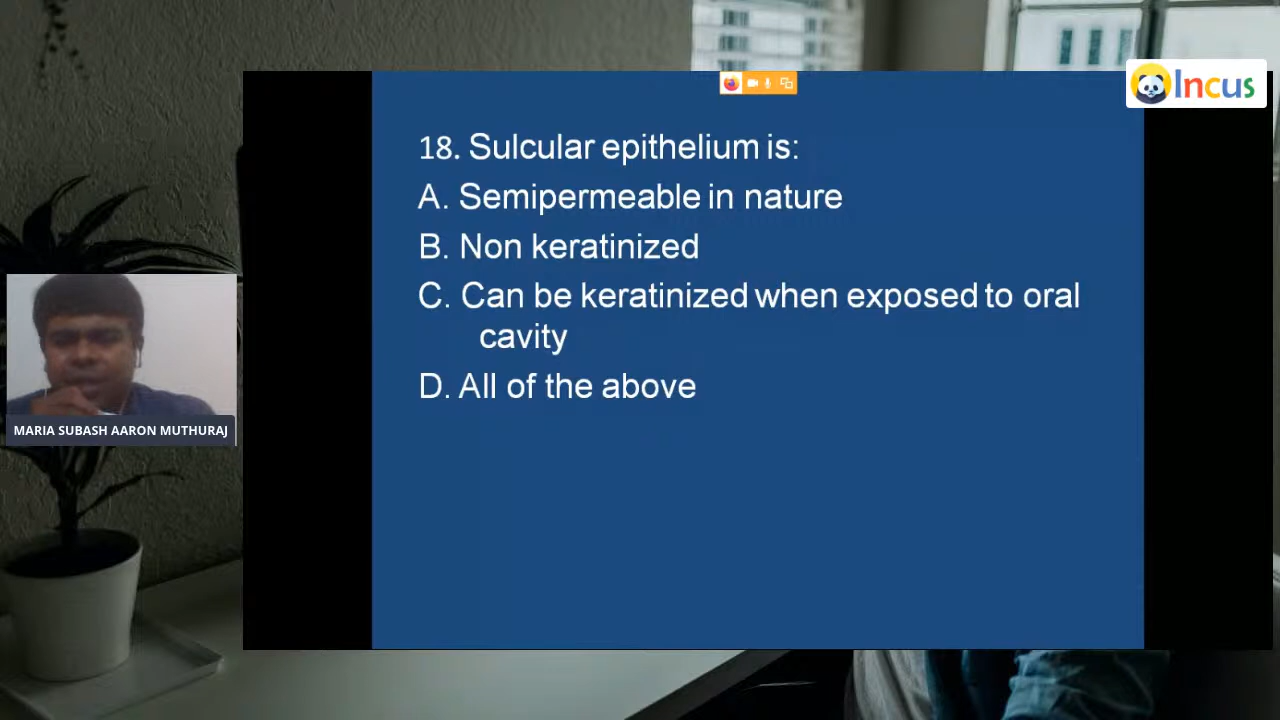 Incus
18. Sulcular epithelium is:
A. Semipermeable in nature
B. Non keratinized
C. Can be keratinized when exposed to oral
cavity
D. All of the above
MARIA SUBASH AARON MUTHURAJ